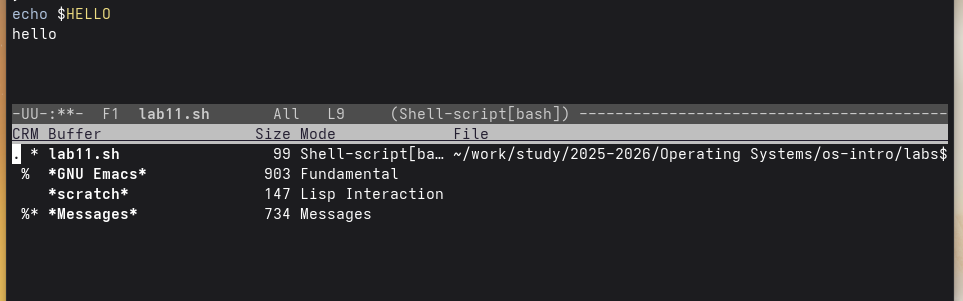 echo $HELLO
hello
-UU-:**-  F1  lab11.sh       All   L9     (Shell-script[bash]) -----------------------------------------
CRM Buffer                 Size Mode             File
. * lab11.sh                 99 Shell-script[ba… ~/work/study/2025-2026/Operating Systems/os-intro/labs$
 %  *GNU Emacs*             903 Fundamental
    *scratch*               147 Lisp Interaction
 %* *Messages*              734 Messages